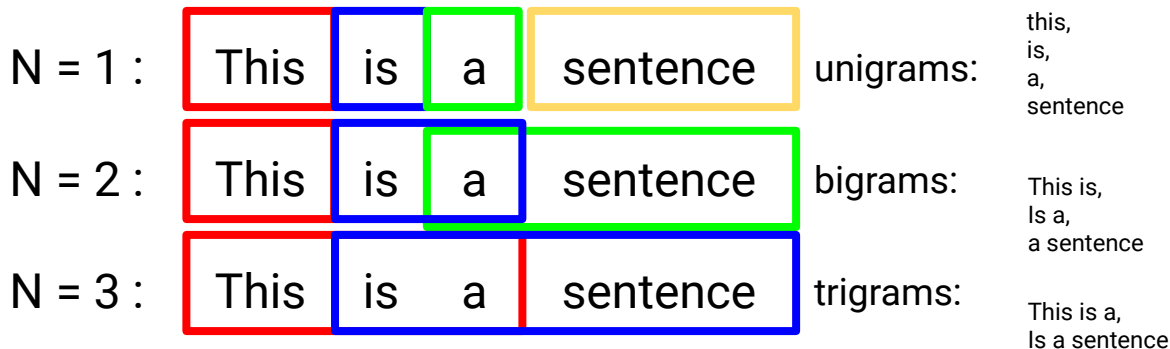 N = 1 : This is a sentence unigrams:
this,
is,
a,
sentence
N = 2 : This is a sentence bigrams:
This is,
Is a,
a sentence
N = 3 : This is a sentence trigrams:
This is a,
Is a sentence